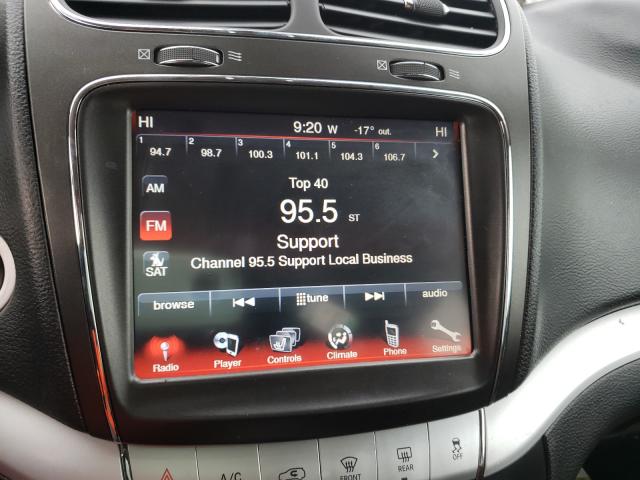 HI 9:20 W -17° out. HI
1 94.7 2 98.7 3 100.3 4 101.1 5 104.3 6 106.7 >
AM
Top 40
FM
95.5 ST
SAT
Support
Channel 95.5 Support Local Business
browse tune audio
Radio Player Controls Climate Phone Settings
A/C FRONT REAR OFF